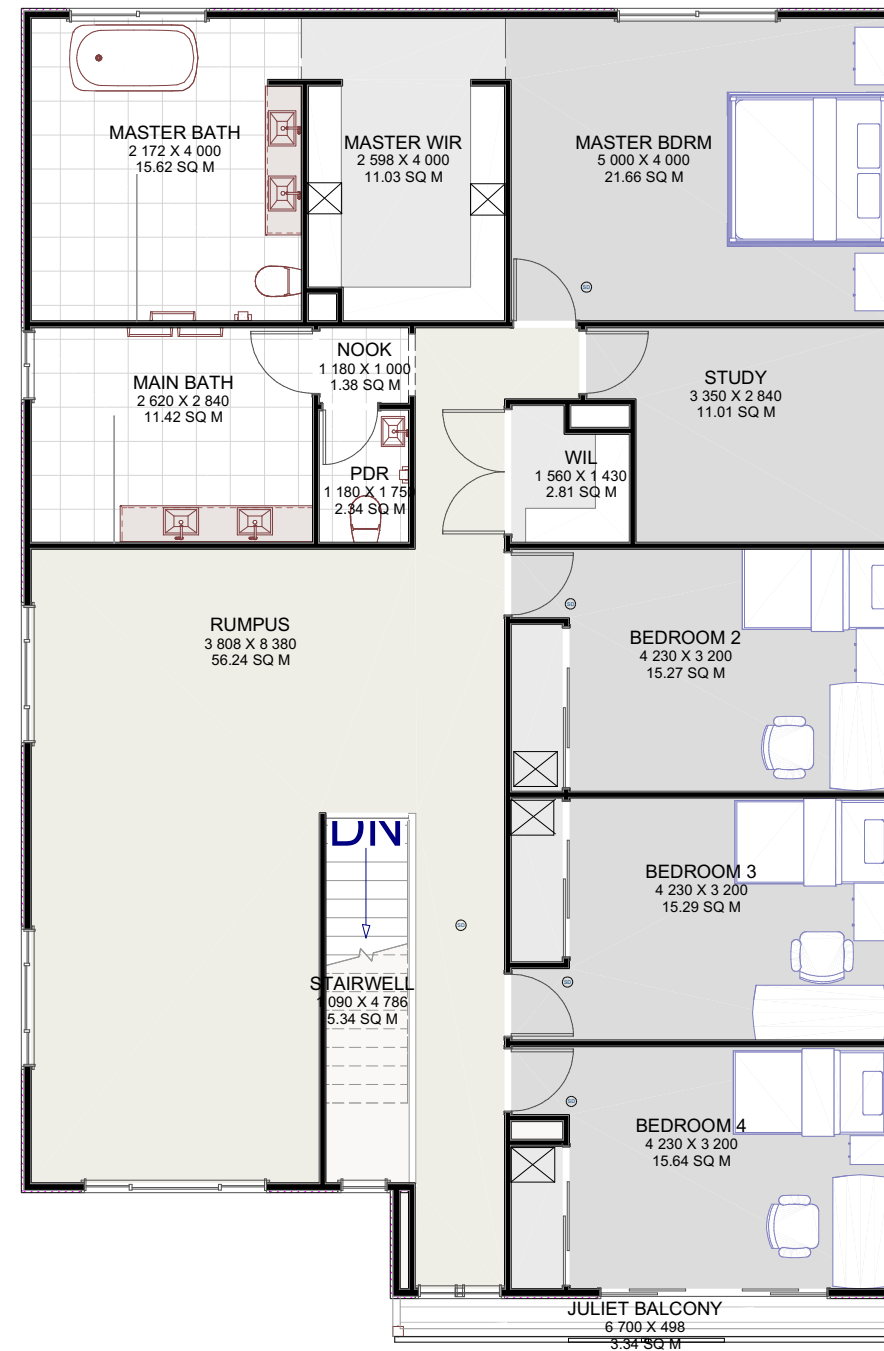 MASTER BATH
2 172 X 4 000
15.62 SQ M
MASTER WIR
2 598 X 4 000
11.03 SQ M
MASTER BDRM
5 000 X 4 000
21.66 SQ M
SD
MAIN BATH
2 620 X 2 840
11.42 SQ M
NOOK
1 180 X 1 000
1.38 SQ M
STUDY
3 350 X 2 840
11.01 SQ M
PDR
1 180 X 1 750
2.34 SQ M
WIL
1 560 X 1 430
2.81 SQ M
RUMPUS
3 808 X 8 380
56.24 SQ M
SD
BEDROOM 2
4 230 X 3 200
15.27 SQ M
DN
BEDROOM 3
4 230 X 3 200
15.29 SQ M
SD
STAIRWELL
1 090 X 4 786
5.34 SQ M
SD
SD
BEDROOM 4
4 230 X 3 200
15.64 SQ M
JULIET BALCONY
6 700 X 498
3.34 SQ M